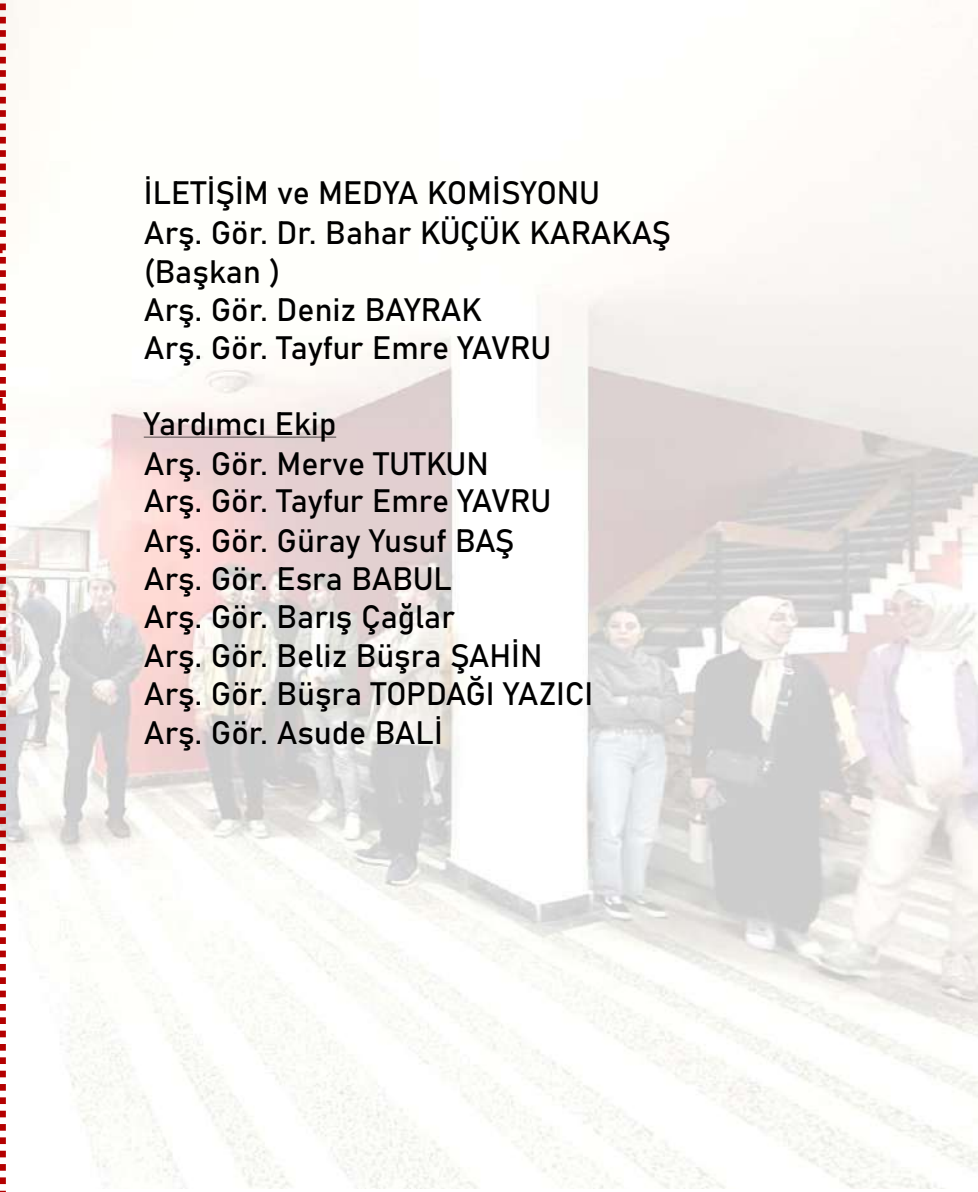 İLETİŞİM ve MEDYA KOMİSYONU
Arş. Gör. Dr. Bahar KÜÇÜK KARAKAŞ
(Başkan )
Arş. Gör. Deniz BAYRAK
Arş. Gör. Tayfur Emre YAVRU
Yardımcı Ekip
Arş. Gör. Merve TUTKUN
Arş. Gör. Tayfur Emre YAVRU
Arş. Gör. Güray Yusuf BAŞ
Arş. Gör. Esra BABUL
Arş. Gör. Barış Çağlar
Arş. Gör. Beliz Büşra ŞAHİN
Arş. Gör. Büşra TOPDAĞI YAZICI
Arş. Gör. Asude BALİ